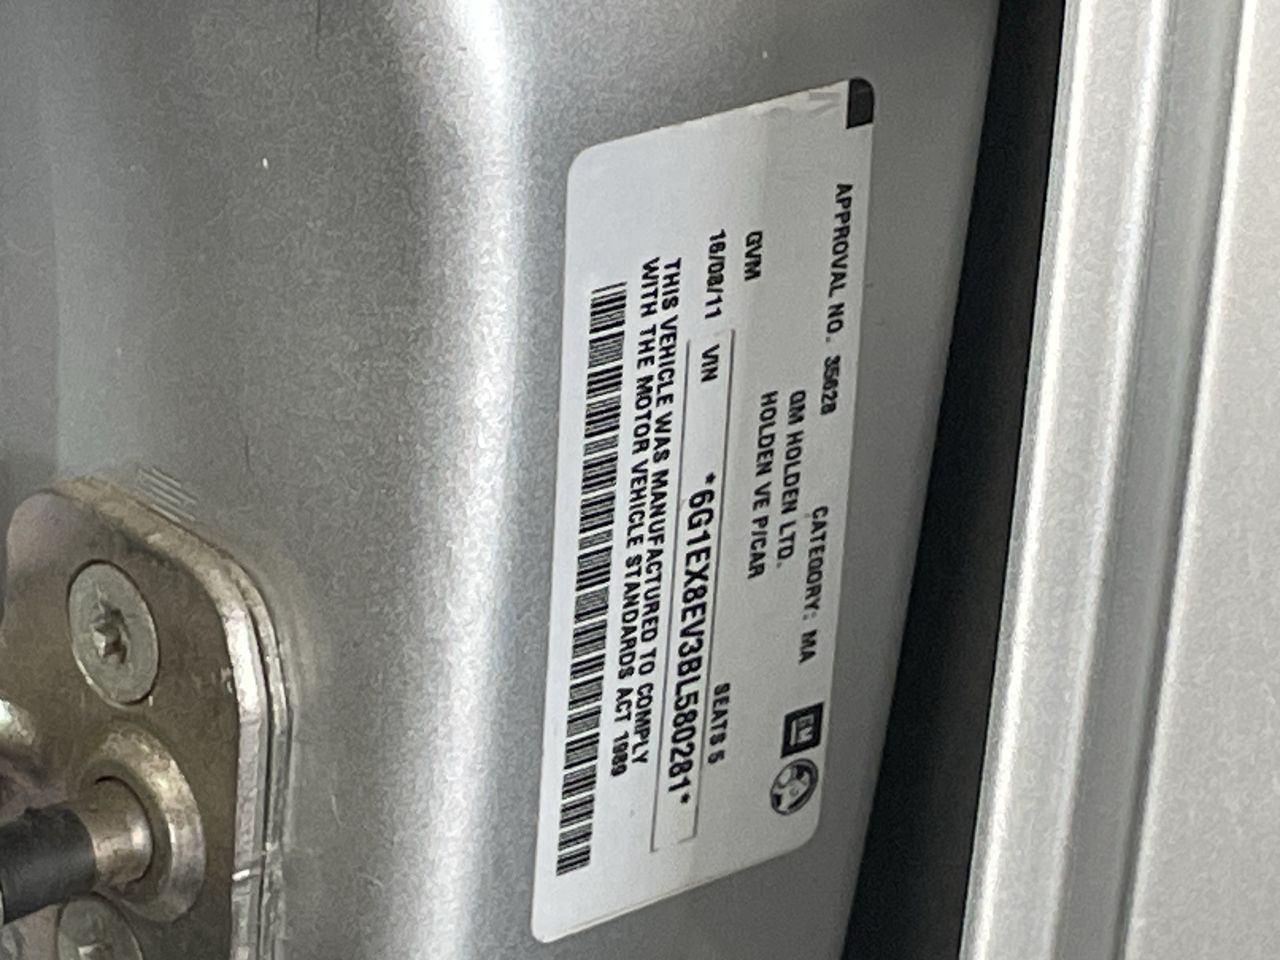 APPROVAL NO. 35628 CATEGORY: MA
GM HOLDEN LTD.
GVM HOLDEN VE P/CAR
SEATS 5
16/08/11 VIN *6G1EX8EV3BL580281*
THIS VEHICLE WAS MANUFACTURED TO COMPLY
WITH THE MOTOR VEHICLE STANDARDS ACT 1989
GM